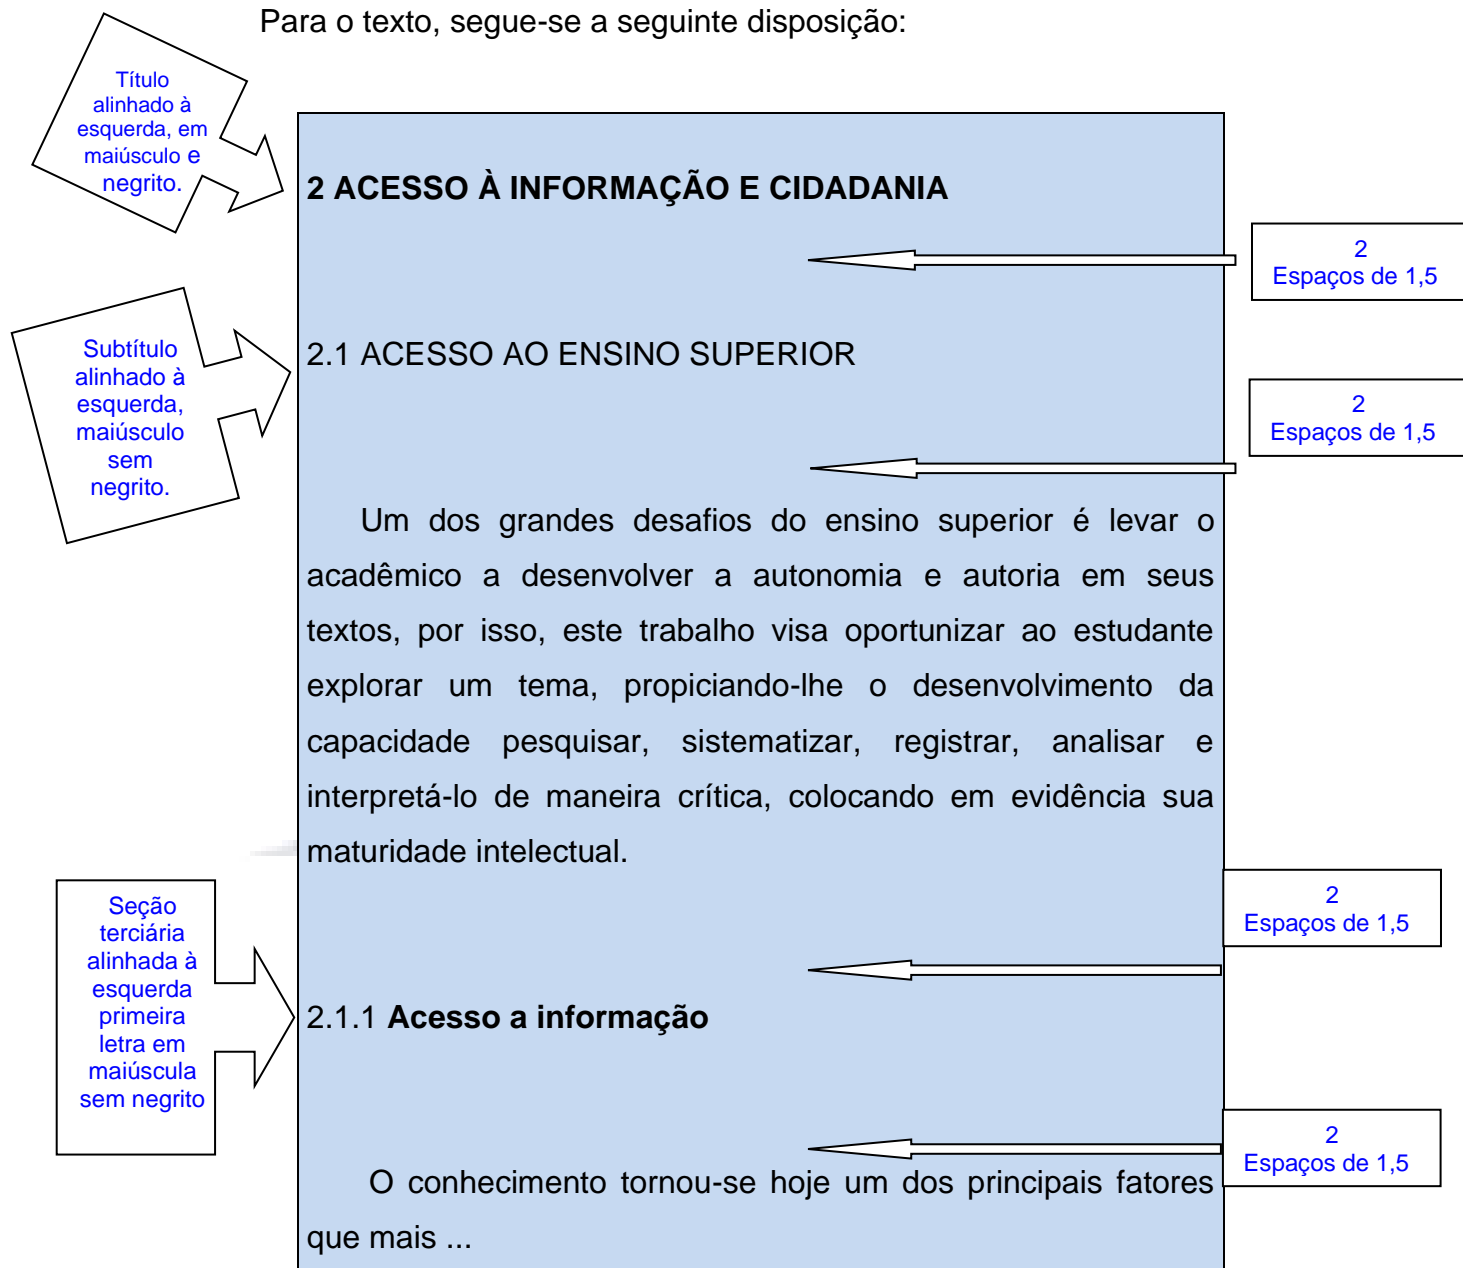 Para o texto, segue-se a seguinte disposição:
Título
alinhado à
esquerda, em
maiúsculo e
negrito.
2 ACESSO À INFORMAÇÃO E CIDADANIA
2
Espaços de 1,5
Subtítulo
alinhado à
esquerda,
maiúsculo
sem
negrito.
2.1 ACESSO AO ENSINO SUPERIOR
2
Espaços de 1,5
Um dos grandes desafios do ensino superior é levar o
acadêmico a desenvolver a autonomia e autoria em seus
textos, por isso, este trabalho visa oportunizar ao estudante
explorar um tema, propiciando-lhe o desenvolvimento da
capacidade pesquisar, sistematizar, registrar, analisar e
interpretá-lo de maneira crítica, colocando em evidência sua
maturidade intelectual.
2
Espaços de 1,5
Seção
terciária
alinhada à
esquerda
primeira
letra em
maiúscula
sem negrito
2.1.1 Acesso a informação
2
Espaços de 1,5
O conhecimento tornou-se hoje um dos principais fatores
que mais ...